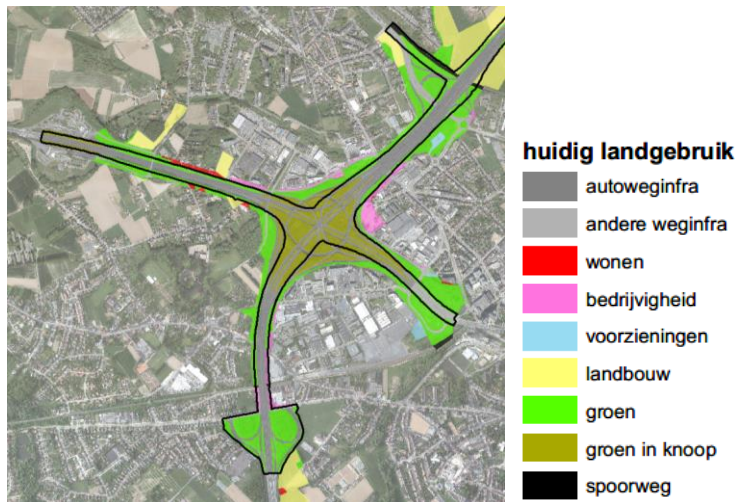 huidig landgebruik
autoweginfra
andere weginfra
wonen
bedrijvigheid
voorzieningen
landbouw
groen
groen in knoop
spoorweg